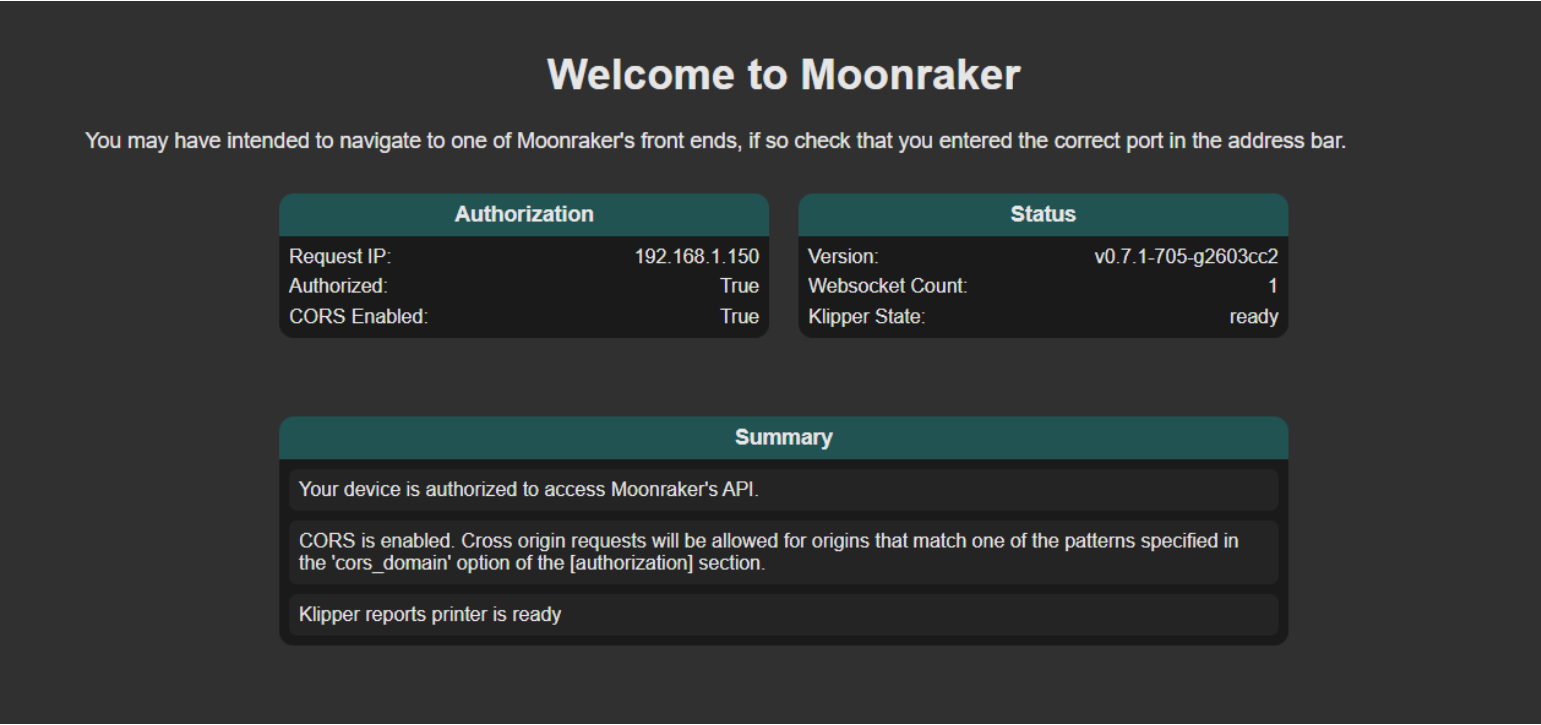 Welcome to Moonraker
You may have intended to navigate to one of Moonraker's front ends, if so check that you entered the correct port in the address bar.
Authorization
Request IP: 192.168.1.150
Authorized: True
CORS Enabled: True
Status
Version: v0.7.1-705-g2603cc2
Websocket Count: 1
Klipper State: ready
Summary
Your device is authorized to access Moonraker's API.
CORS is enabled. Cross origin requests will be allowed for origins that match one of the patterns specified in
the 'cors_domain' option of the [authorization] section.
Klipper reports printer is ready